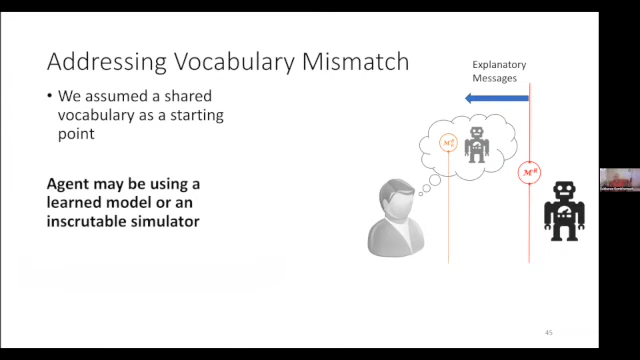 Addressing Vocabulary Mismatch
• We assumed a shared
vocabulary as a starting
point
Agent may be using a
learned model or an
inscrutable simulator
Explanatory
Messages
45